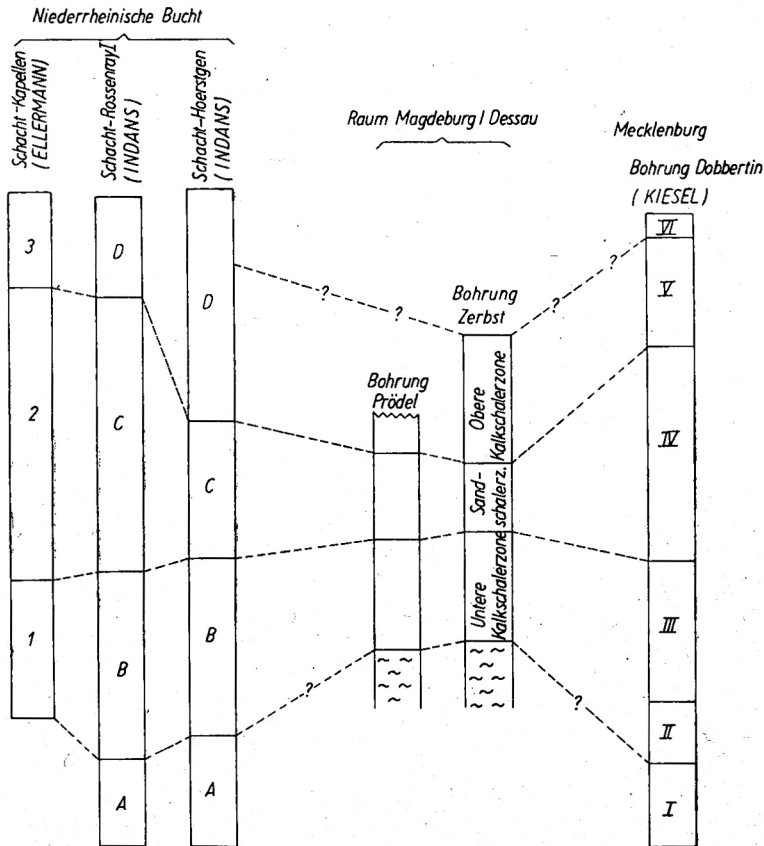 Niederrheinische Bucht
Schacht-Kapellen
(ELLERMANN)
Schacht-Rossenray I
(INDANS)
Schacht-Hoerstgen
(INDANS)
Raum Magdeburg / Dessau
Mecklenburg
Bohrung Dobbertin
(KIESEL)
3
2
1
D
C
B
A
D
C
B
A
?
?
?
Bohrung
Prödel
Bohrung
Zerbst
Obere
Kalkschalerzone
Sand-
schalerz.
Untere
Kalkschalerzone
?
?
?
VI
V
IV
III
II
I